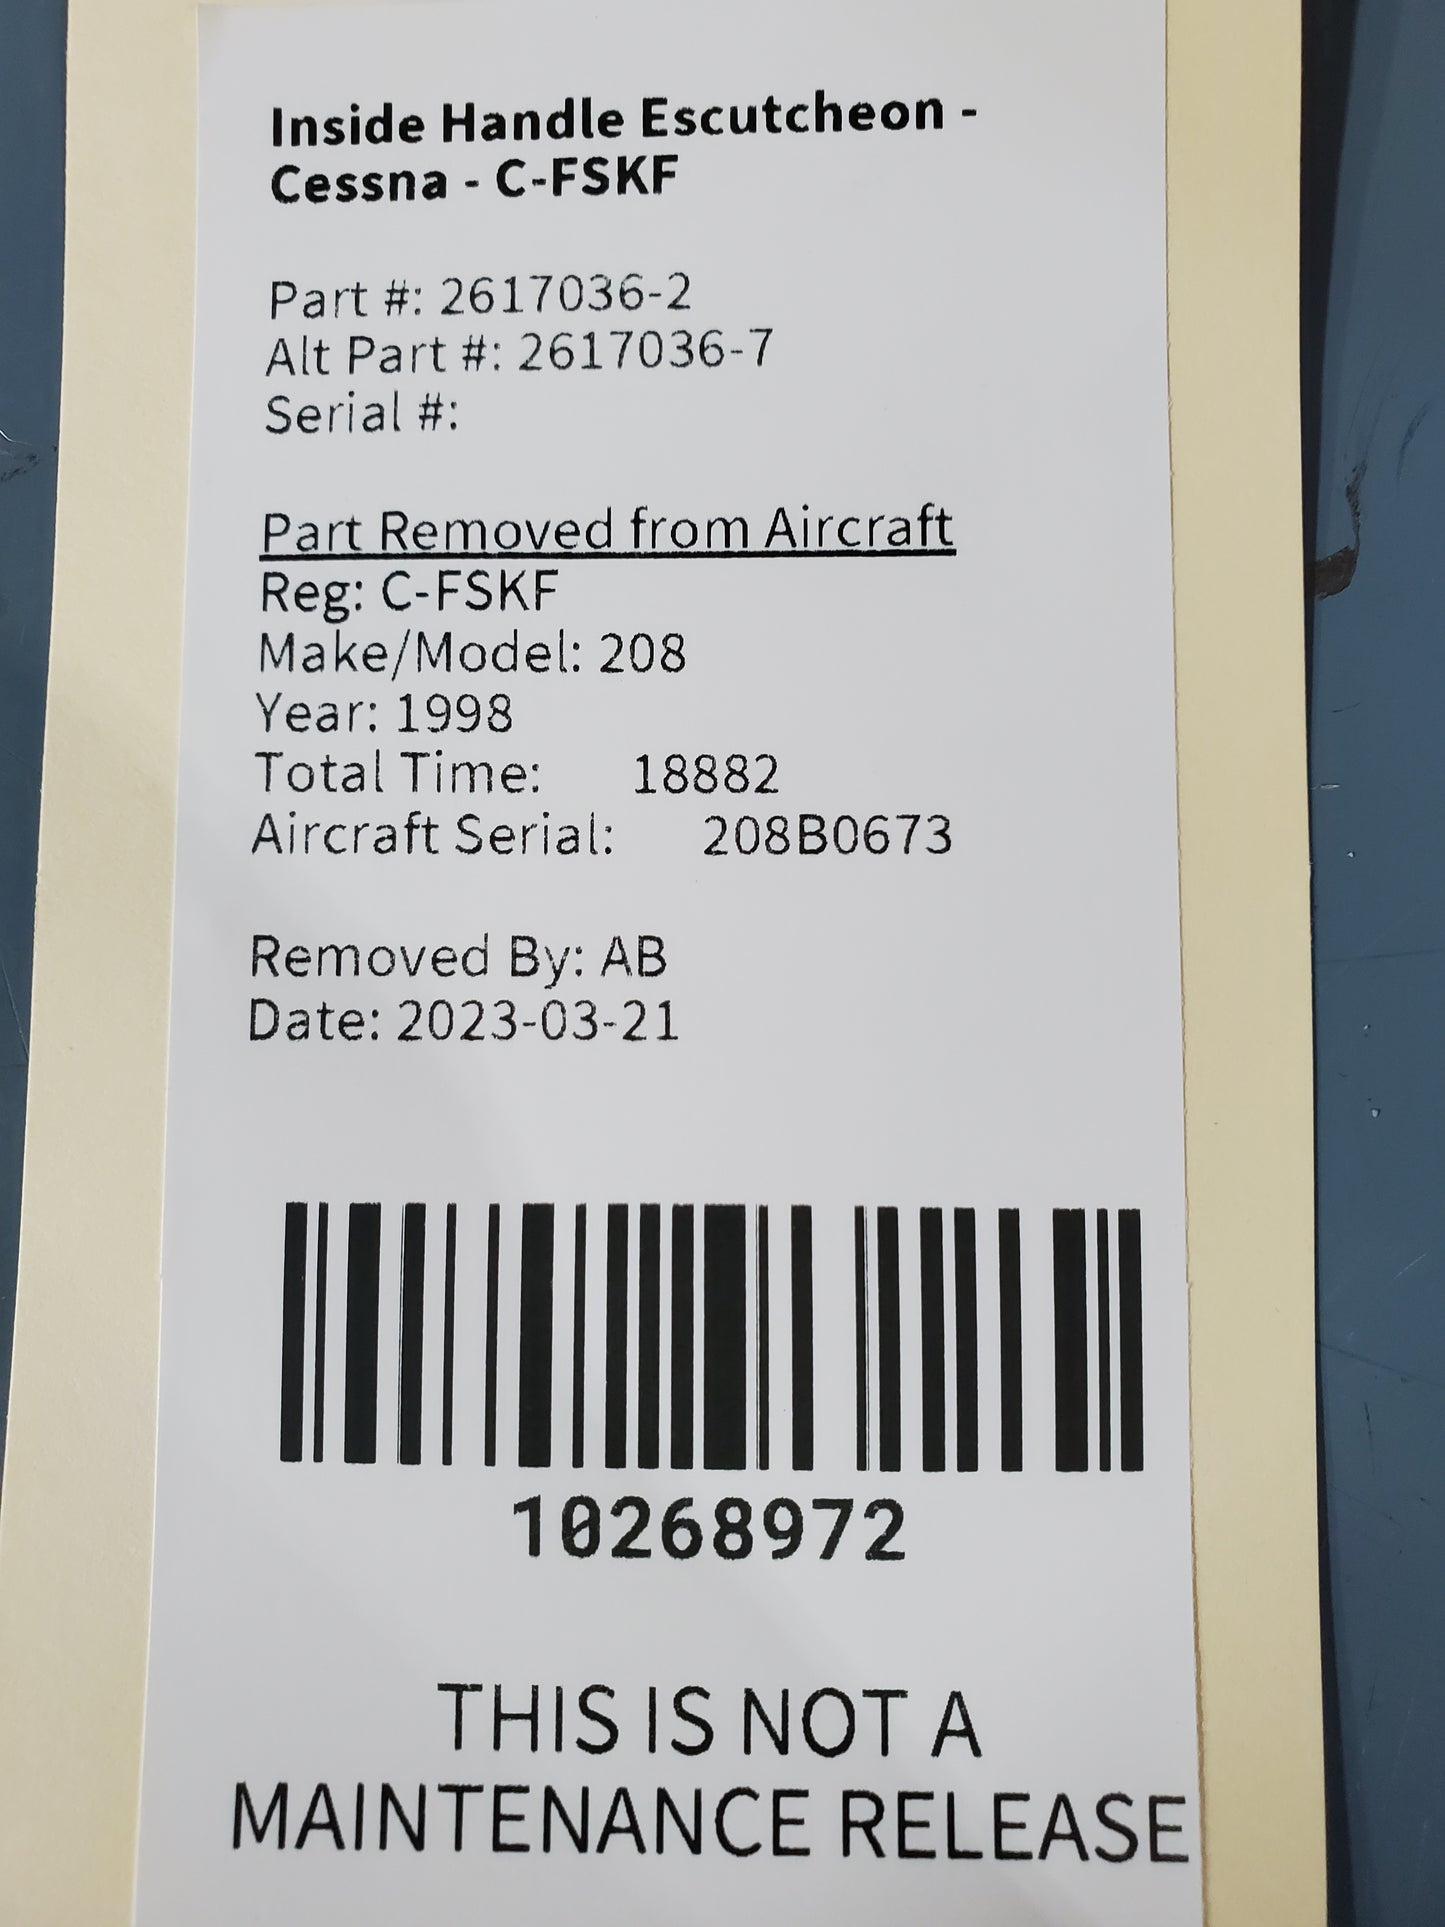 Inside Handle Escutcheon -
Cessna - C-FSKF
Part #: 2617036-2
Alt Part #: 2617036-7
Serial #:
Part Removed from Aircraft
Reg: C-FSKF
Make/Model: 208
Year: 1998
Total Time: 18882
Aircraft Serial: 208B0673
Removed By: AB
Date: 2023-03-21
10268972
THIS IS NOT A
MAINTENANCE RELEASE